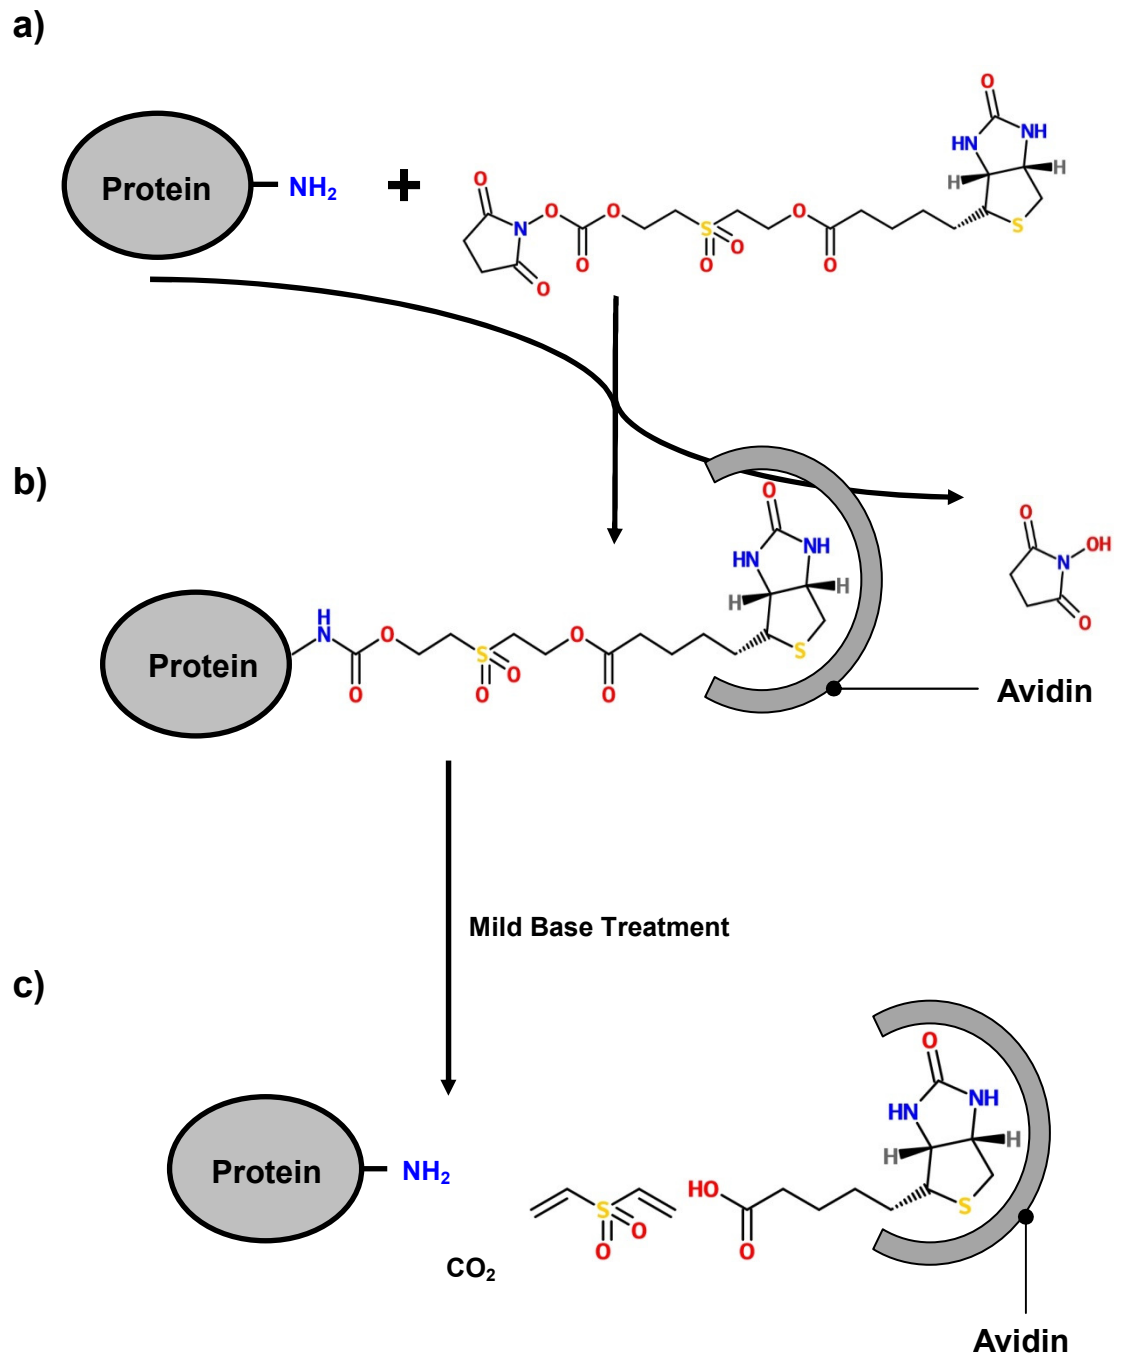 a)
O
HN NH
H H
S
Protein NH₂ + O
N O O S O
O O O O
O
b)
O
HN NH
H H
S
O
N OH
O
Protein H
N O S O
O O O O
Avidin
Mild Base Treatment
c)
O
HN NH
H H
S
Protein NH₂
S O
O
HO
O
CO₂
Avidin